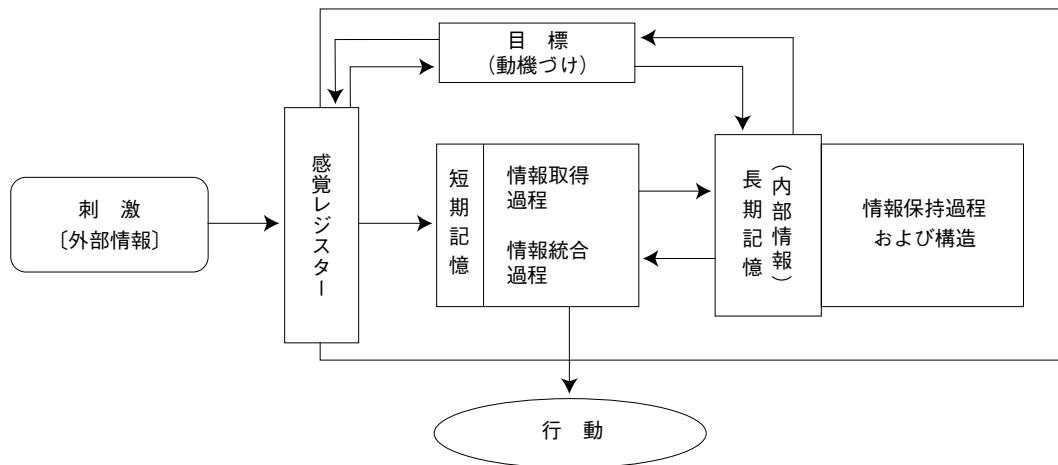 目　標
(動機づけ)
刺　激
〔外部情報〕
感覚レジスター
短期記憶
情報取得
過程
情報統合
過程
長期記憶
(内部情報)
情報保持過程
および構造
行　動